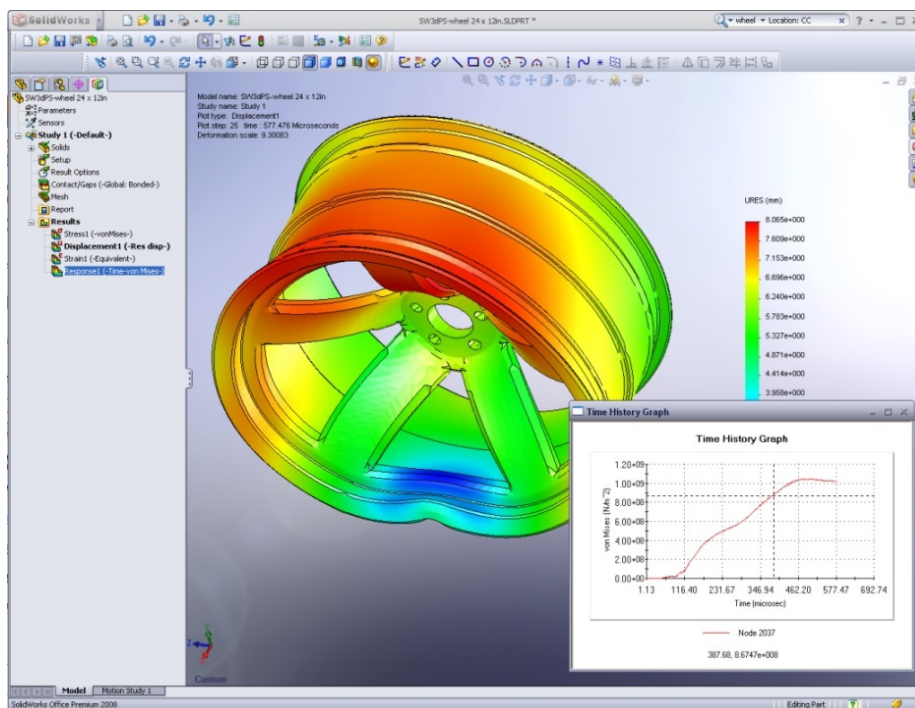 SolidWorks
SW3dPS-wheel 24 x 12in.SLDPRT *
wheel
Location: CC
SW3dPS-wheel 24 x 12in
Parameters
Sensors
Study 1 (-Default-)
Solids
Setup
Result Options
Contact/Gaps (-Global: Bonded-)
Mesh
Report
Results
Stress1 (-vonMises-)
Displacement1 (-Res disp-)
Strain1 (-Equivalent-)
Response1 (-Time-von Mises-)
Model name: SW3dPS-wheel 24 x 12in
Study name: Study 1
Plot type: Displacement1
Plot step: 25 time : 577.476 Microseconds
Deformation scale: 9.30083
URES (mm)
8.065e+000
7.609e+000
7.153e+000
6.696e+000
6.240e+000
5.783e+000
5.327e+000
4.871e+000
4.414e+000
3.958e+000
Time History Graph
Time History Graph
von Mises (N/m^2)
1.20e+09
1.00e+09
8.00e+08
6.00e+08
4.00e+08
2.00e+08
0.00e+00
1.13 116.40 231.67 346.94 462.20 577.47 692.74
Time (microsec)
Node 2037
387.68, 8.6747e+008
Custom
Model
Motion Study 1
SolidWorks Office Premium 2008
Editing Part